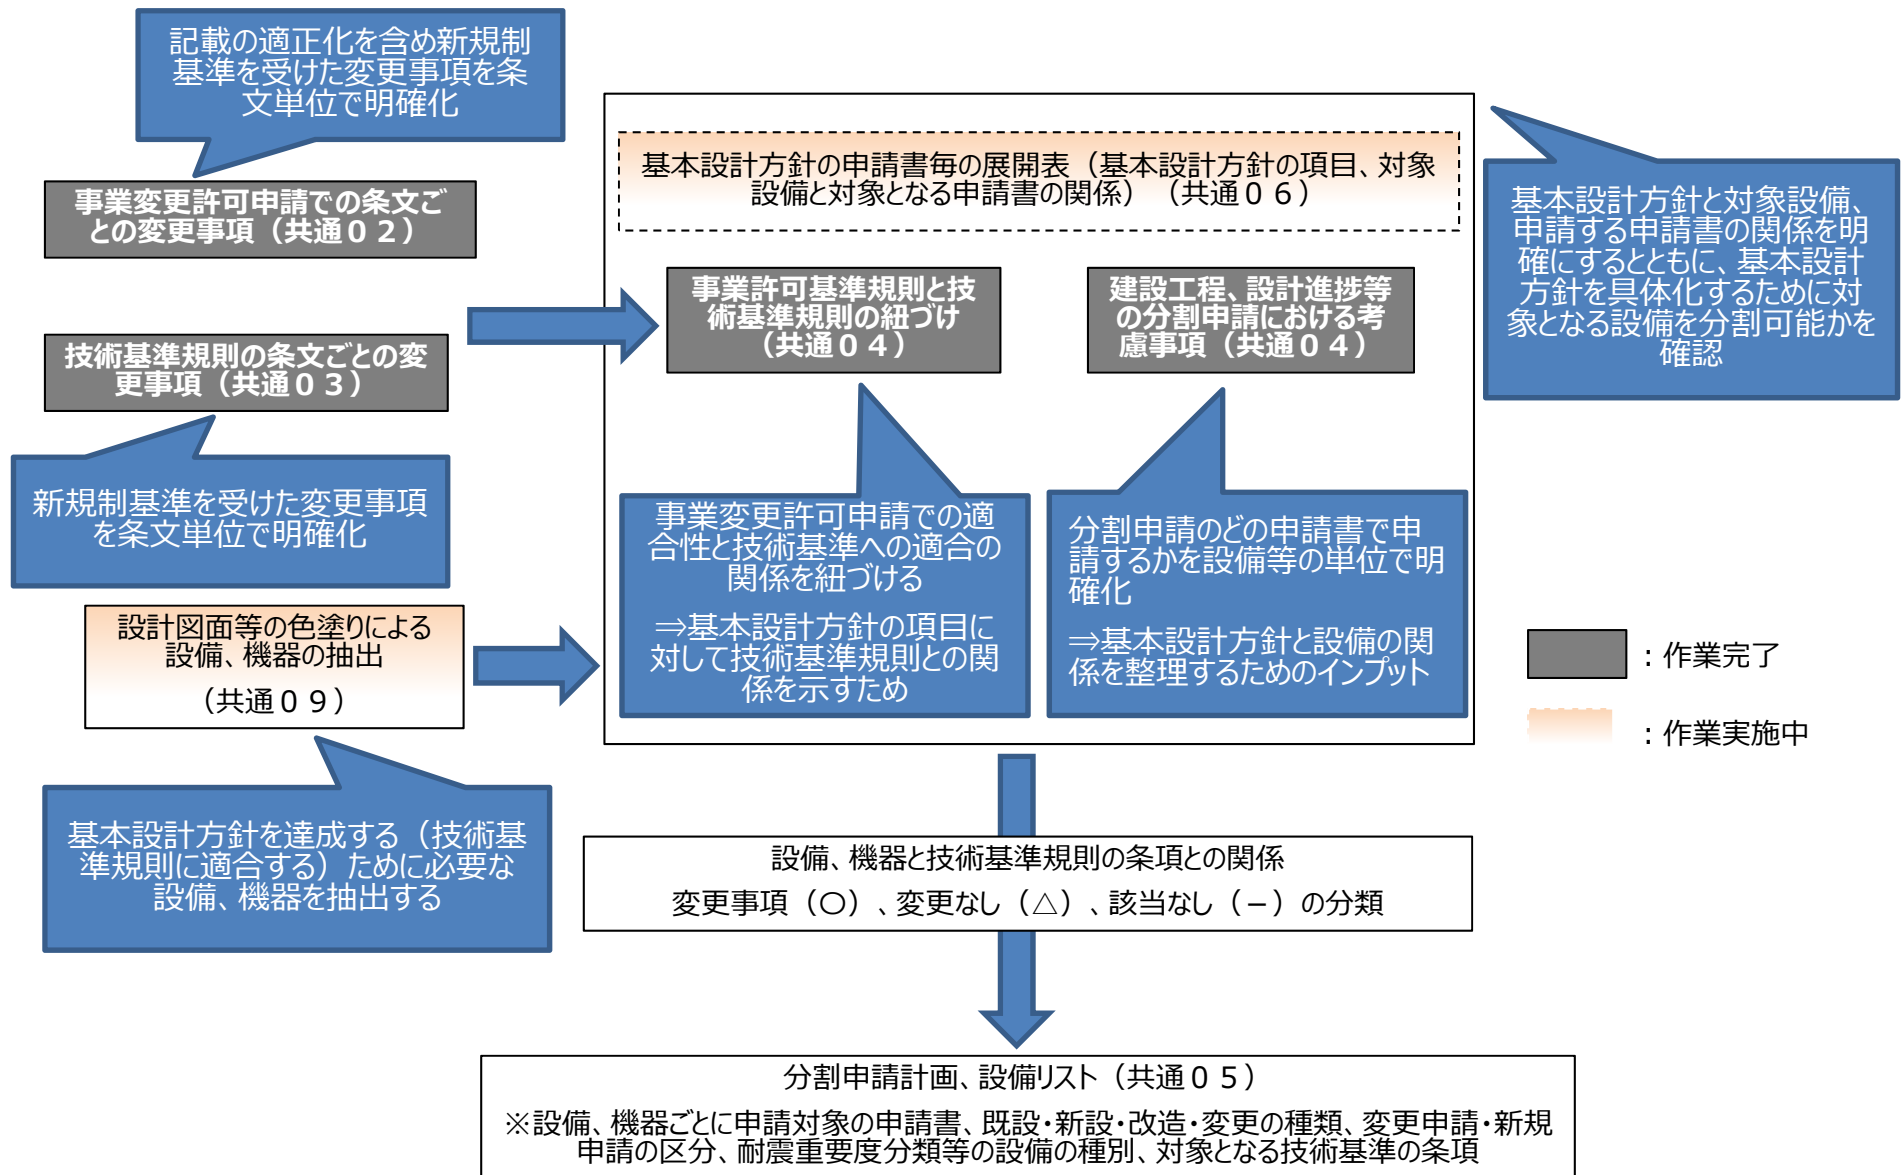 記載の適正化を含め新規制
基準を受けた変更事項を条
文単位で明確化
事業変更許可申請での条文ご
との変更事項（共通０２）
技術基準規則の条文ごとの変
更事項（共通０３）
新規制基準を受けた変更事項
を条文単位で明確化
設計図面等の色塗りによる
設備、機器の抽出
（共通０９）
基本設計方針を達成する（技術基
準規則に適合する）ために必要な
設備、機器を抽出する
基本設計方針の申請書毎の展開表（基本設計方針の項目、対象
設備と対象となる申請書の関係）（共通０６）
事業許可基準規則と技
術基準規則の紐づけ
（共通０４）
建設工程、設計進捗等
の分割申請における考
慮事項（共通０４）
事業変更許可申請での適
合性と技術基準への適合の
関係を紐づける
⇒基本設計方針の項目に
対して技術基準規則との関
係を示すため
分割申請のどの申請書で申
請するかを設備等の単位で明
確化
⇒基本設計方針と設備の関
係を整理するためのインプット
基本設計方針と対象設備、
申請する申請書の関係を明
確にするとともに、基本設計
方針を具体化するために対
象となる設備を分割可能かを
確認
：作業完了
：作業実施中
設備、機器と技術基準規則の条項との関係
変更事項（〇）、変更なし（△）、該当なし（－）の分類
分割申請計画、設備リスト（共通０５）
※設備、機器ごとに申請対象の申請書、既設・新設・改造・変更の種類、変更申請・新規
申請の区分、耐震重要度分類等の設備の種別、対象となる技術基準の条項